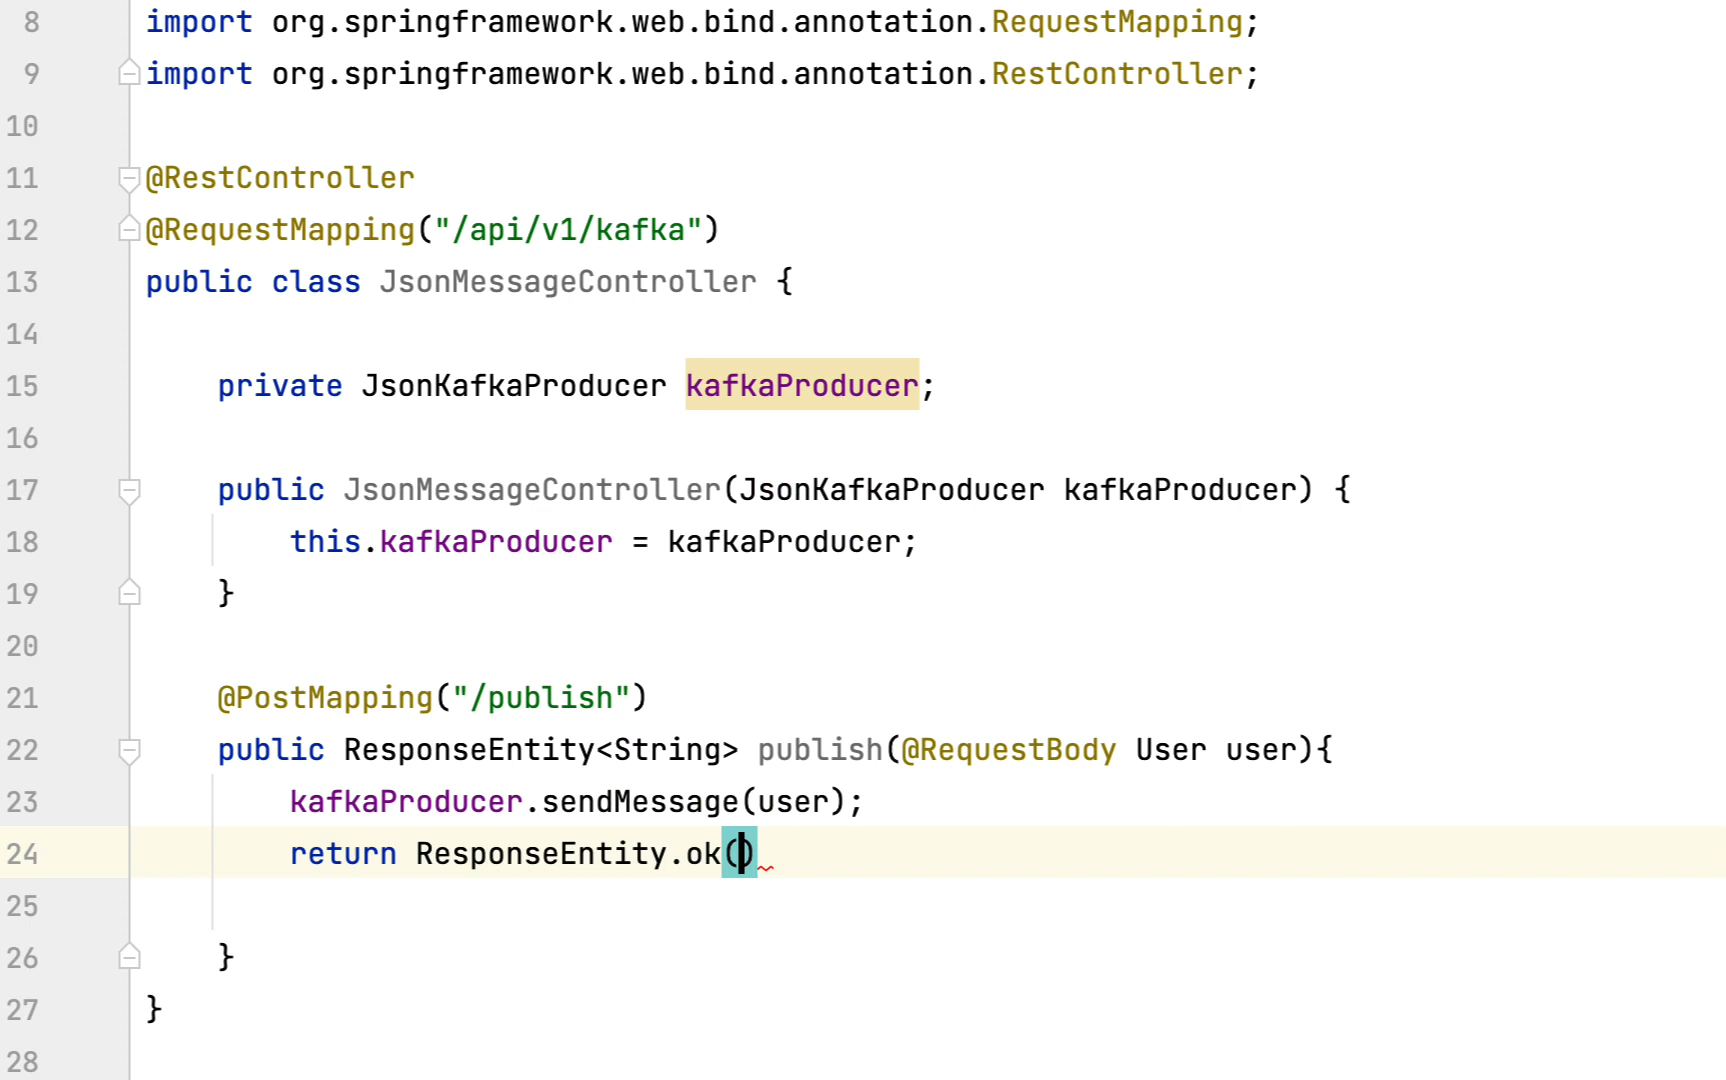 8 import org.springframework.web.bind.annotation.RequestMapping;
9 import org.springframework.web.bind.annotation.RestController;
10
11 @RestController
12 @RequestMapping("/api/v1/kafka")
13 public class JsonMessageController {
14
15     private JsonKafkaProducer kafkaProducer;
16
17     public JsonMessageController(JsonKafkaProducer kafkaProducer) {
18         this.kafkaProducer = kafkaProducer;
19     }
20
21     @PostMapping("/publish")
22     public ResponseEntity<String> publish(@RequestBody User user){
23         kafkaProducer.sendMessage(user);
24         return ResponseEntity.ok()
25
26     }
27 }
28